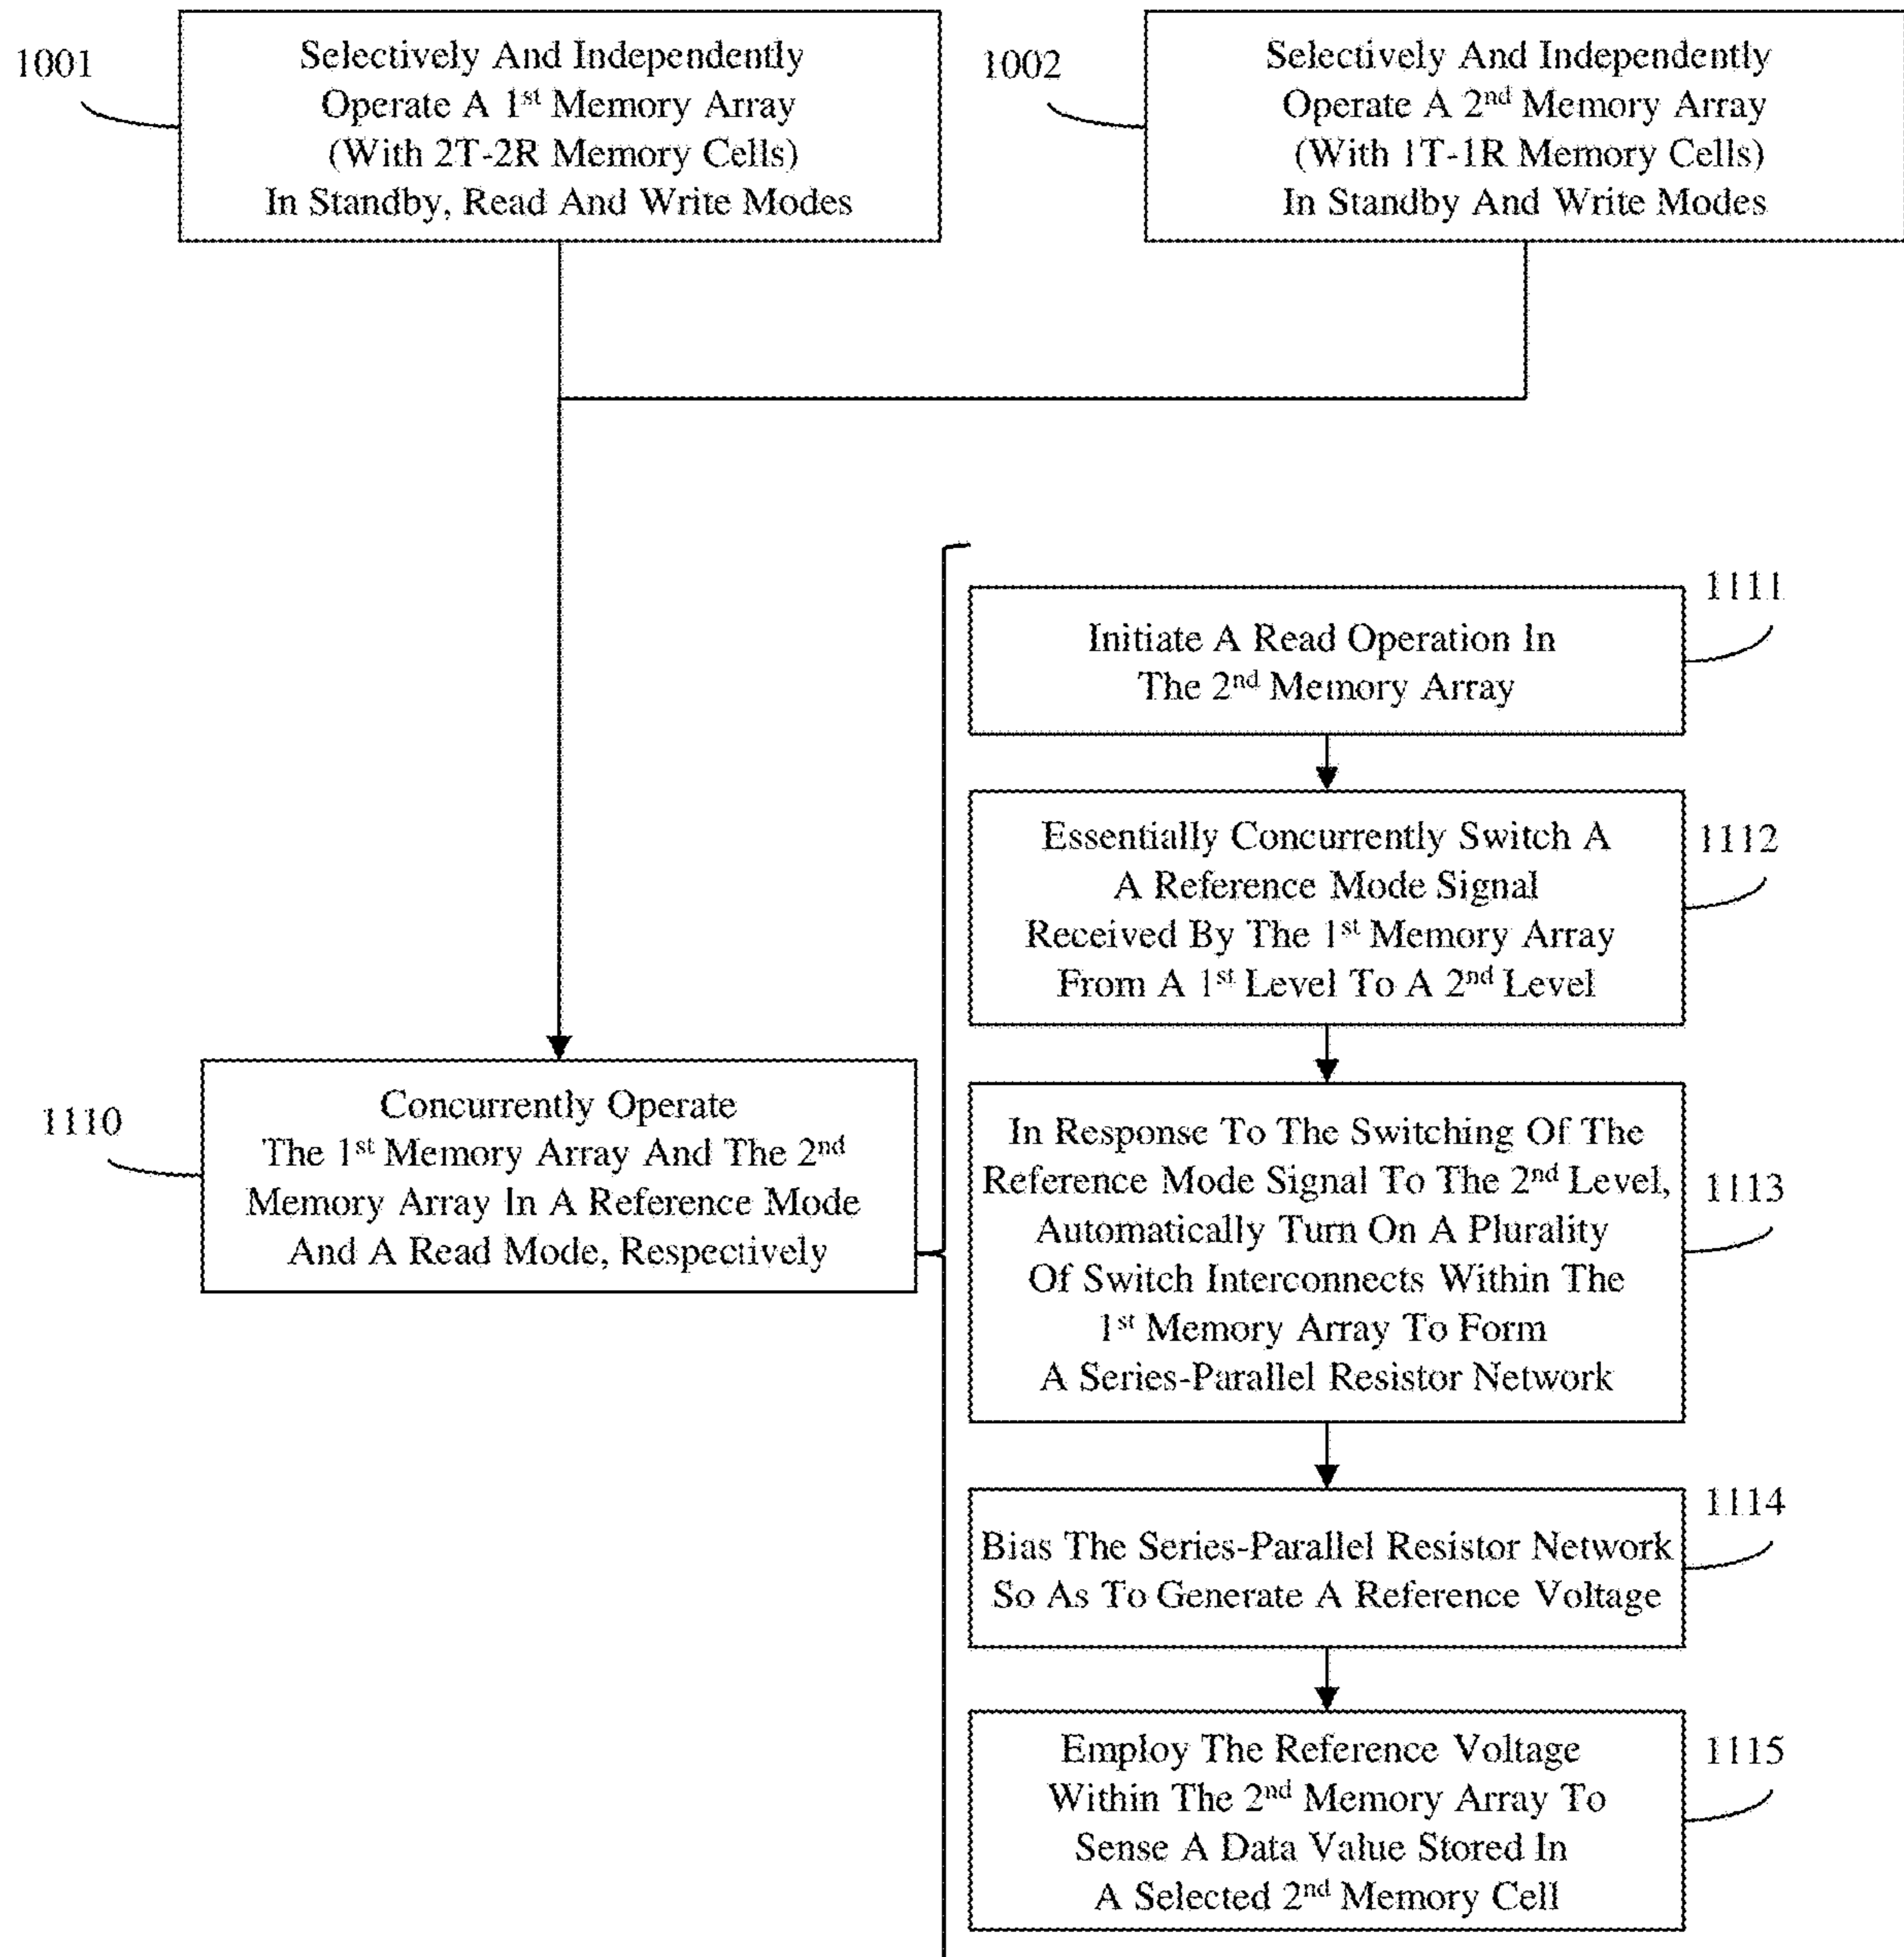 1001
Selectively And Independently
Operate A 1st Memory Array
(With 2T-2R Memory Cells)
In Standby, Read And Write Modes
1002
Selectively And Independently
Operate A 2nd Memory Array
(With 1T-1R Memory Cells)
In Standby And Write Modes
1110
Concurrently Operate
The 1st Memory Array And The 2nd
Memory Array In A Reference Mode
And A Read Mode, Respectively
1111
Initiate A Read Operation In
The 2nd Memory Array
1112
Essentially Concurrently Switch A
A Reference Mode Signal
Received By The 1st Memory Array
From A 1st Level To A 2nd Level
1113
In Response To The Switching Of The
Reference Mode Signal To The 2nd Level,
Automatically Turn On A Plurality
Of Switch Interconnects Within The
1st Memory Array To Form
A Series-Parallel Resistor Network
1114
Bias The Series-Parallel Resistor Network
So As To Generate A Reference Voltage
1115
Employ The Reference Voltage
Within The 2nd Memory Array To
Sense A Data Value Stored In
A Selected 2nd Memory Cell